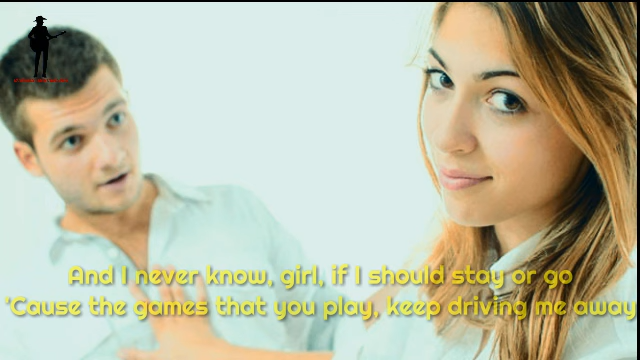 And I never know, girl, if I should stay or go
'Cause the games that you play, keep driving me away